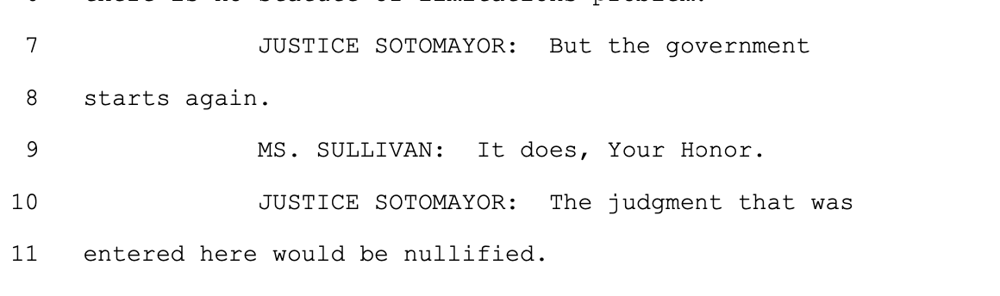 there is no statute of limitations problem.
7 JUSTICE SOTOMAYOR: But the government
8 starts again.
9 MS. SULLIVAN: It does, Your Honor.
10 JUSTICE SOTOMAYOR: The judgment that was
11 entered here would be nullified.